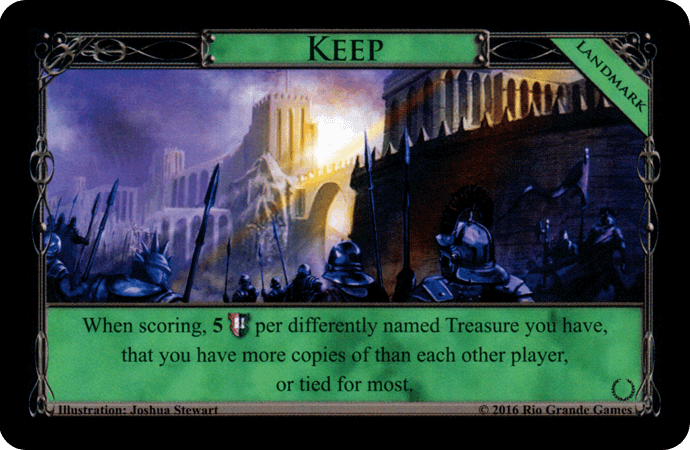 KEEP
LANDMARK
When scoring, 5 per differently named Treasure you have,
that you have more copies of than each other player,
or tied for most.
Illustration: Joshua Stewart
© 2016 Rio Grande Games